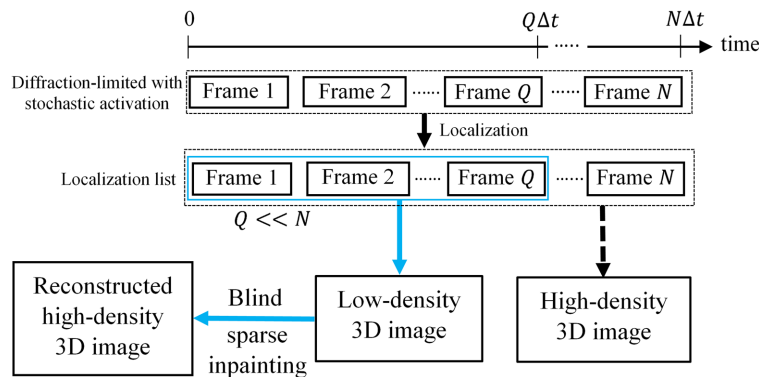 0 QΔt ..... NΔt
time
Diffraction-limited with
stochastic activation
Frame 1 Frame 2 ...... Frame Q ...... Frame N
Localization
Localization list
Frame 1 Frame 2 ...... Frame Q ...... Frame N
Q << N
Reconstructed
high-density
3D image
Blind
sparse
inpainting
Low-density
3D image
High-density
3D image